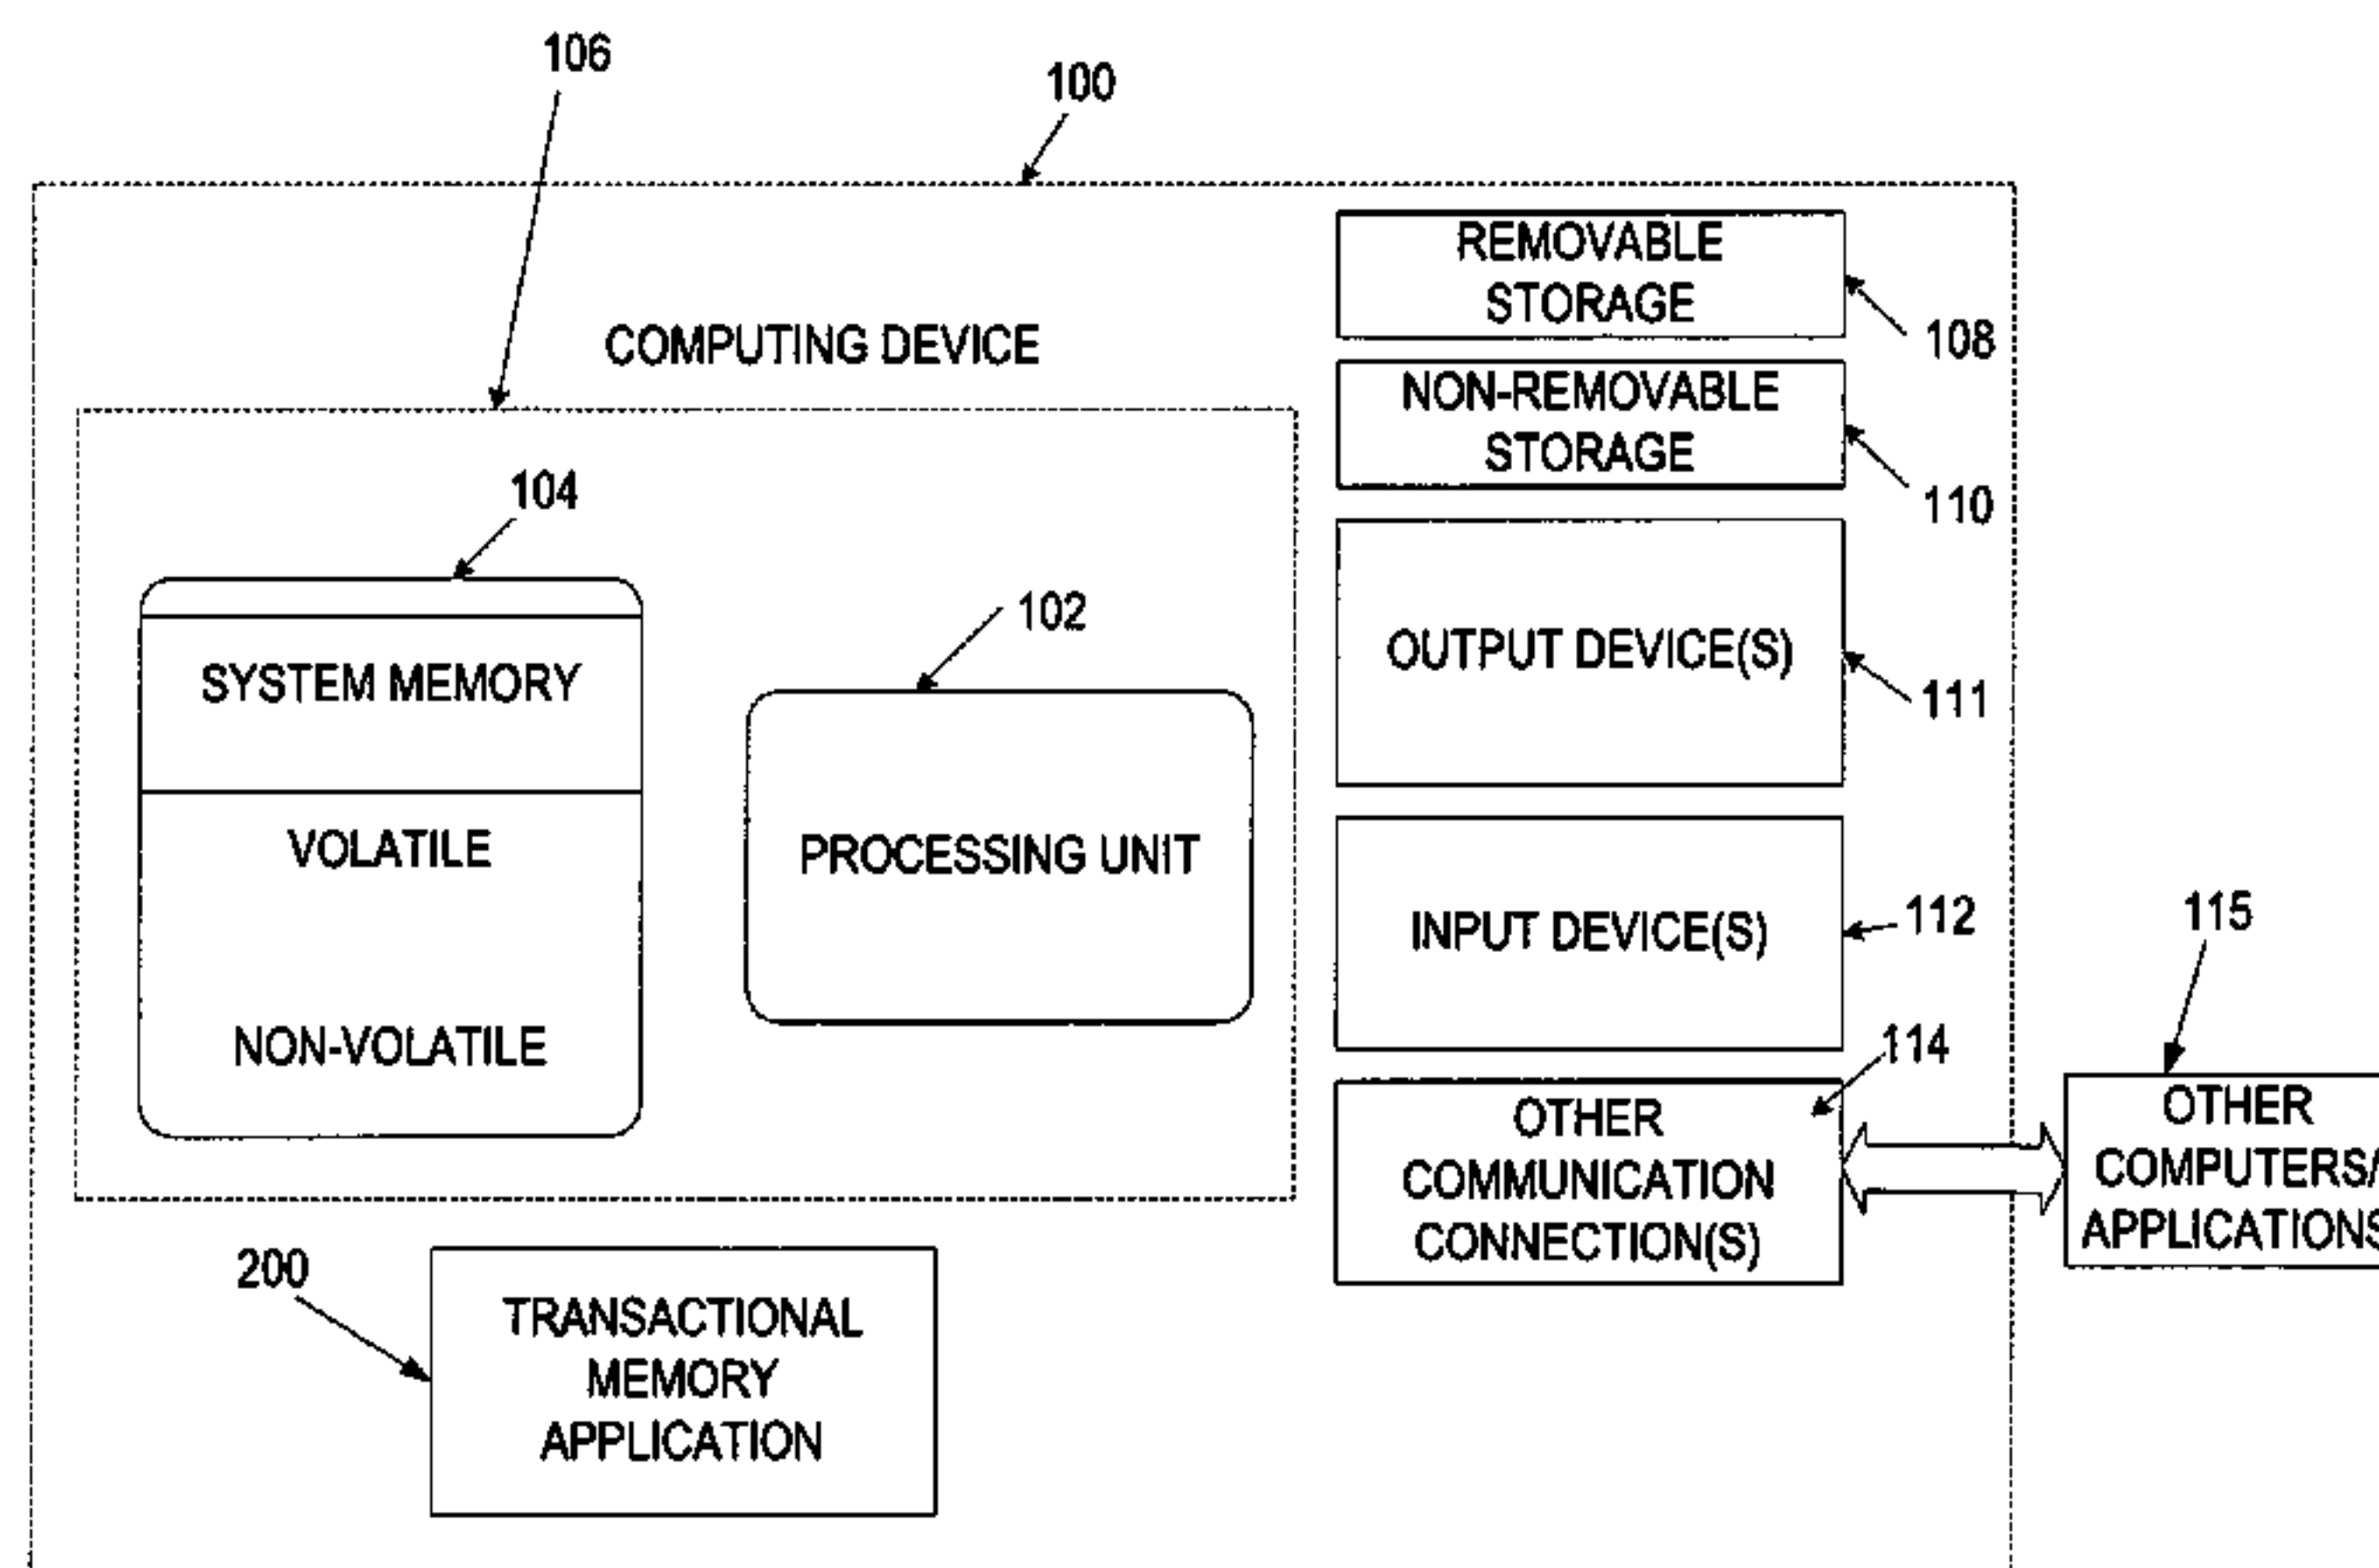 106
100
COMPUTING DEVICE
REMOVABLE
STORAGE
108
NON-REMOVABLE
STORAGE
110
104
SYSTEM MEMORY
VOLATILE
NON-VOLATILE
102
PROCESSING UNIT
OUTPUT DEVICE(S)
111
INPUT DEVICE(S)
112
114
OTHER
COMMUNICATION
CONNECTION(S)
115
OTHER
COMPUTERS/
APPLICATIONS
200
TRANSACTIONAL
MEMORY
APPLICATION